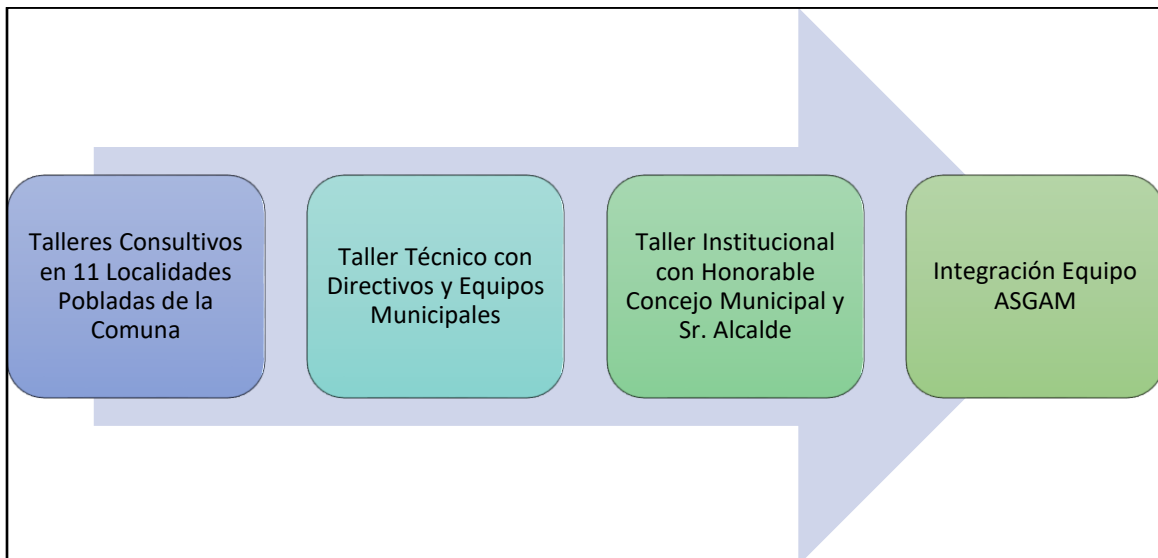 Talleres Consultivos
en 11 Localidades
Pobladas de la
Comuna
Taller Técnico con
Directivos y Equipos
Municipales
Taller Institucional
con Honorable
Concejo Municipal y
Sr. Alcalde
Integración Equipo
ASGAM